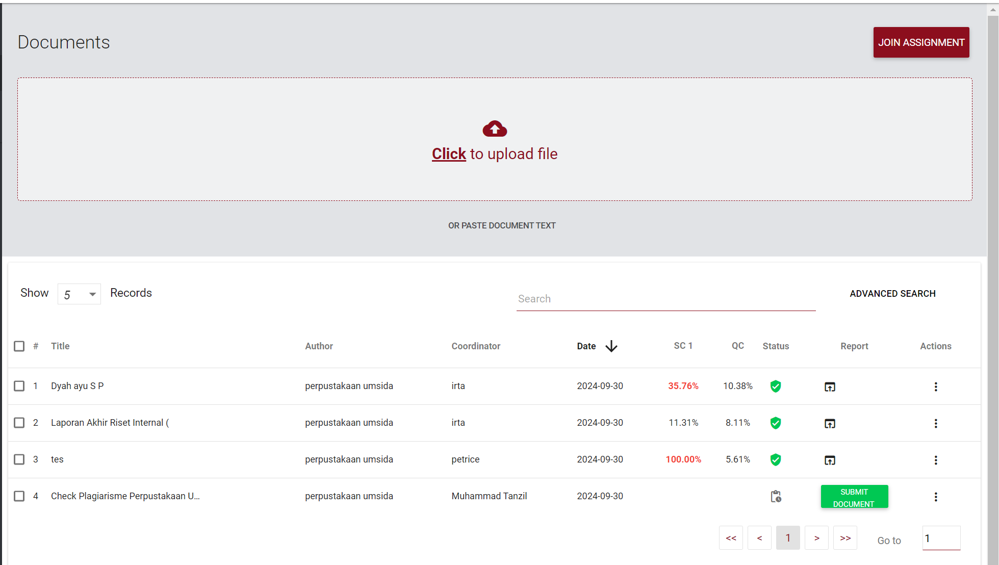 Documents
JOIN ASSIGNMENT
Click to upload file
OR PASTE DOCUMENT TEXT
Show 5 Records
Search
ADVANCED SEARCH
# Title Author Coordinator Date SC 1 QC Status Report Actions
1 Dyah ayu S P perpustakaan umsida irta 2024-09-30 35.76% 10.38%
2 Laporan Akhir Riset Internal ( perpustakaan umsida irta 2024-09-30 11.31% 8.11%
3 tes perpustakaan umsida petrice 2024-09-30 100.00% 5.61%
4 Check Plagiarisme Perpustakaan U... perpustakaan umsida Muhammad Tanzil 2024-09-30 SUBMIT
DOCUMENT
<< < 1 > >> Go to 1